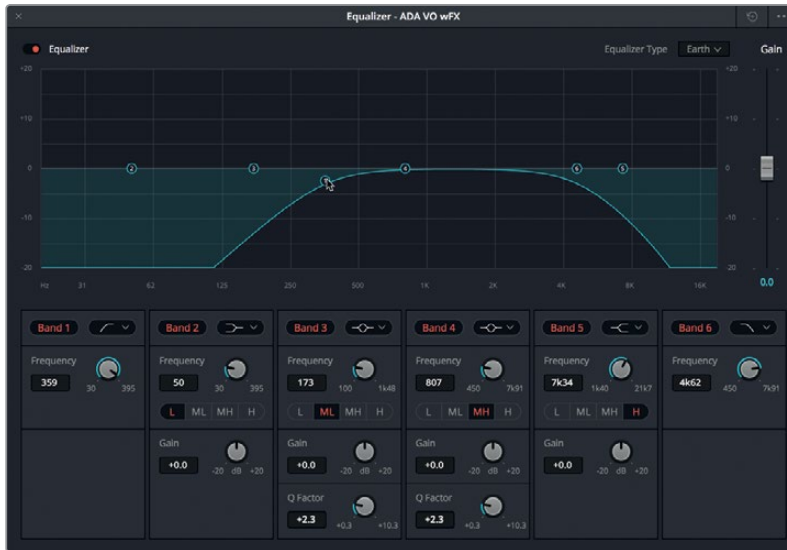 Equalizer - ADA VO wFX
Equalizer
Equalizer Type Earth Gain
+20 +20
+10 +10
0 0
-10 -10
-20 -20
2 3 4 6 5
Hz 31 62 125 250 500 1K 2K 4K 8K 16K
0.0
Band 1 Band 2 Band 3 Band 4 Band 5 Band 6
Frequency Frequency Frequency Frequency Frequency Frequency
359 30 395 50 30 395 173 100 1k48 807 450 7k91 7k34 1k40 21k7 4k62 450 7k91
L ML MH H L ML MH H L ML MH H L ML MH H
Gain Gain Gain Gain
+0.0 -20 dB +20 +0.0 -20 dB +20 +0.0 -20 dB +20 +0.0 -20 dB +20
Q Factor Q Factor
+2.3 +0.3 +10.3 +2.3 +0.3 +10.3